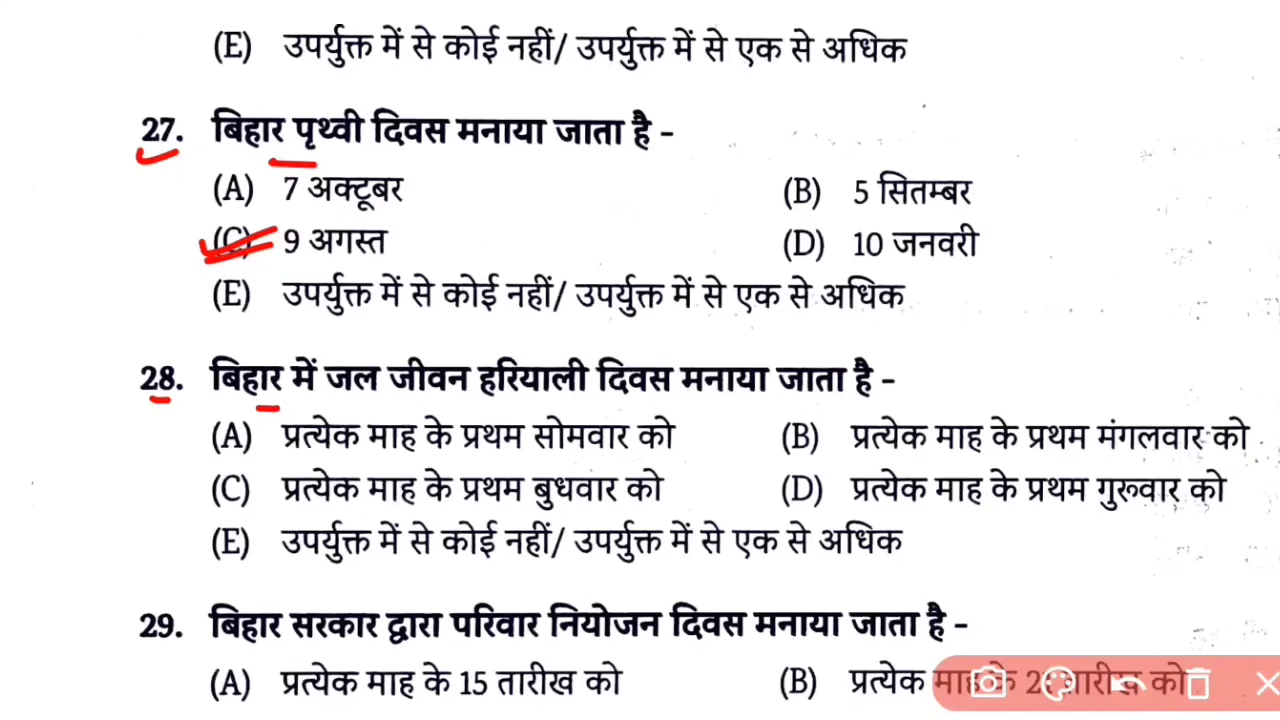 (E) उपर्युक्त में से कोई नहीं/ उपर्युक्त में से एक से अधिक
27. बिहार पृथ्वी दिवस मनाया जाता है -
(A) 7 अक्टूबर (B) 5 सितम्बर
(C) 9 अगस्त (D) 10 जनवरी
(E) उपर्युक्त में से कोई नहीं/ उपर्युक्त में से एक से अधिक
28. बिहार में जल जीवन हरियाली दिवस मनाया जाता है -
(A) प्रत्येक माह के प्रथम सोमवार को (B) प्रत्येक माह के प्रथम मंगलवार को
(C) प्रत्येक माह के प्रथम बुधवार को (D) प्रत्येक माह के प्रथम गुरुवार को
(E) उपर्युक्त में से कोई नहीं/ उपर्युक्त में से एक से अधिक
29. बिहार सरकार द्वारा परिवार नियोजन दिवस मनाया जाता है -
(A) प्रत्येक माह के 15 तारीख को (B) प्रत्येक माह के तारीख को